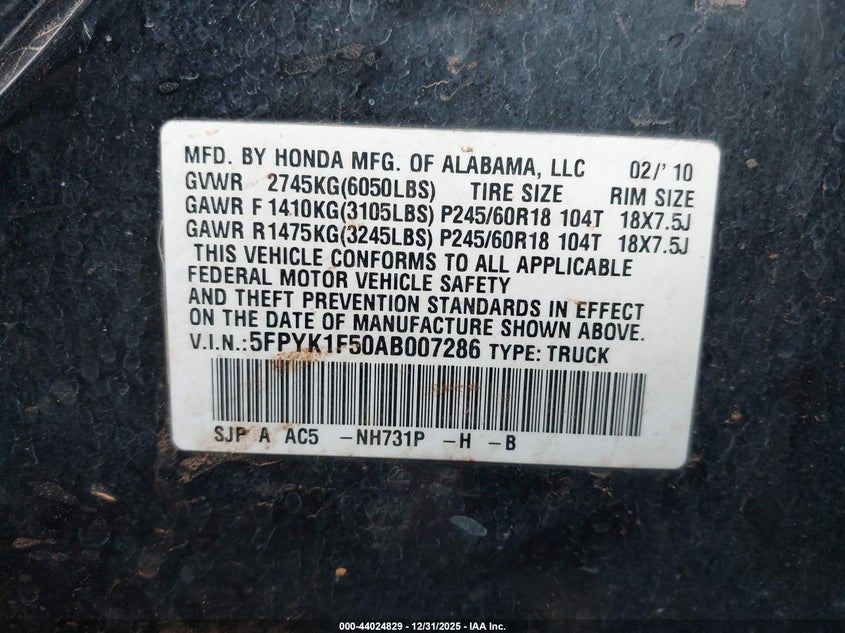 MFD. BY HONDA MFG. OF ALABAMA, LLC 02/' 10
GVWR 2745KG(6050LBS) TIRE SIZE RIM SIZE
GAWR F 1410KG(3105LBS) P245/60R18 104T 18X7.5J
GAWR R1475KG(3245LBS) P245/60R18 104T 18X7.5J
THIS VEHICLE CONFORMS TO ALL APPLICABLE
FEDERAL MOTOR VEHICLE SAFETY
AND THEFT PREVENTION STANDARDS IN EFFECT
ON THE DATE OF MANUFACTURE SHOWN ABOVE.
V.I.N.:5FPYK1F50AB007286 TYPE: TRUCK
SJP A AC5 -NH731P -H -B
000-44024829 - 12/31/2025 - IAA Inc.